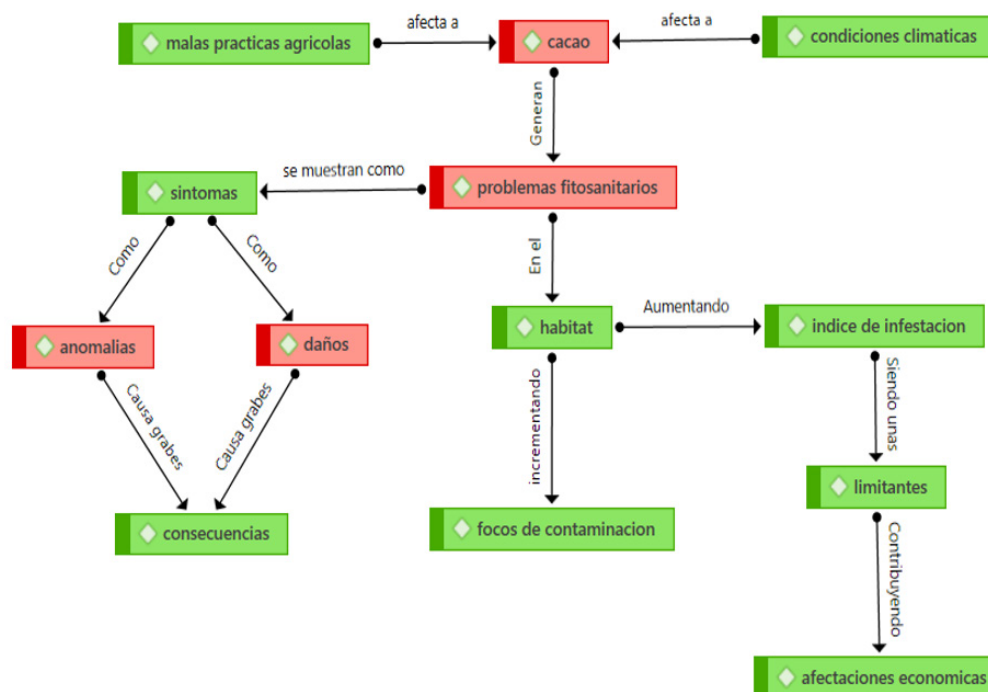 afecta a
afecta a
malas practicas agricolas
cacao
condiciones climaticas
Generan
se muestran como
sintomas
problemas fitosanitarios
Como
Como
En el
Aumentando
habitat
indice de infestacion
anomalias
daños
Causa grabes
Causa grabes
incrementando
Siendo unas
limitantes
consecuencias
focos de contaminacion
Contribuyendo
afectaciones economicas